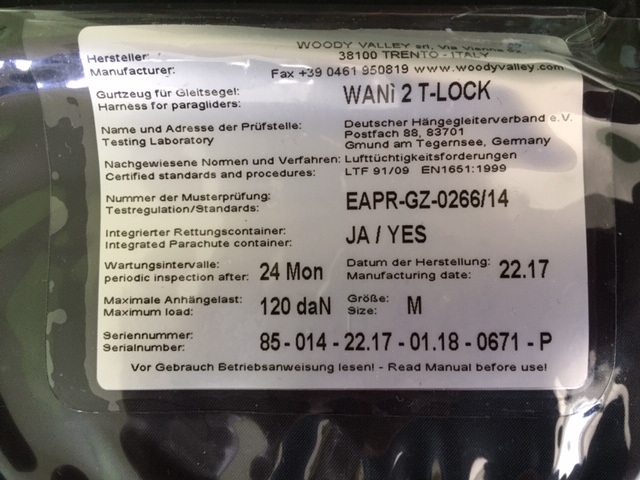 WOODY VALLEY srl, Via Vienna
Hersteller: 38100 TRENTO - ITALY
Manufacturer: Fax +39 0461 950819 www.woodyvalley.com
Gurtzeug für Gleitsegel: WANÌ 2 T-LOCK
Harness for paragliders:
Name und Adresse der Prüfstelle: Deutscher Hängegleiterverband e.V.
Testing Laboratory Postfach 88, 83701
Gmund am Tegernsee, Germany
Nachgewiesene Normen und Verfahren: Lufttüchtigkeitsforderungen
Certified standards and procedures: LTF 91/09 EN1651:1999
Nummer der Musterprüfung: EAPR-GZ-0266/14
Testregulation/Standards:
Integrierter Rettungscontainer: JA / YES
Integrated Parachute container:
Wartungsintervalle: 24 Mon Datum der Herstellung: 22.17
periodic inspection after: Manufacturing date:
Maximale Anhängelast: 120 daN Größe: M
Maximum load: Size:
Seriennummer: 85 - 014 - 22.17 - 01.18 - 0671 - P
Serialnumber:
Vor Gebrauch Betriebsanweisung lesen! - Read Manual before use!